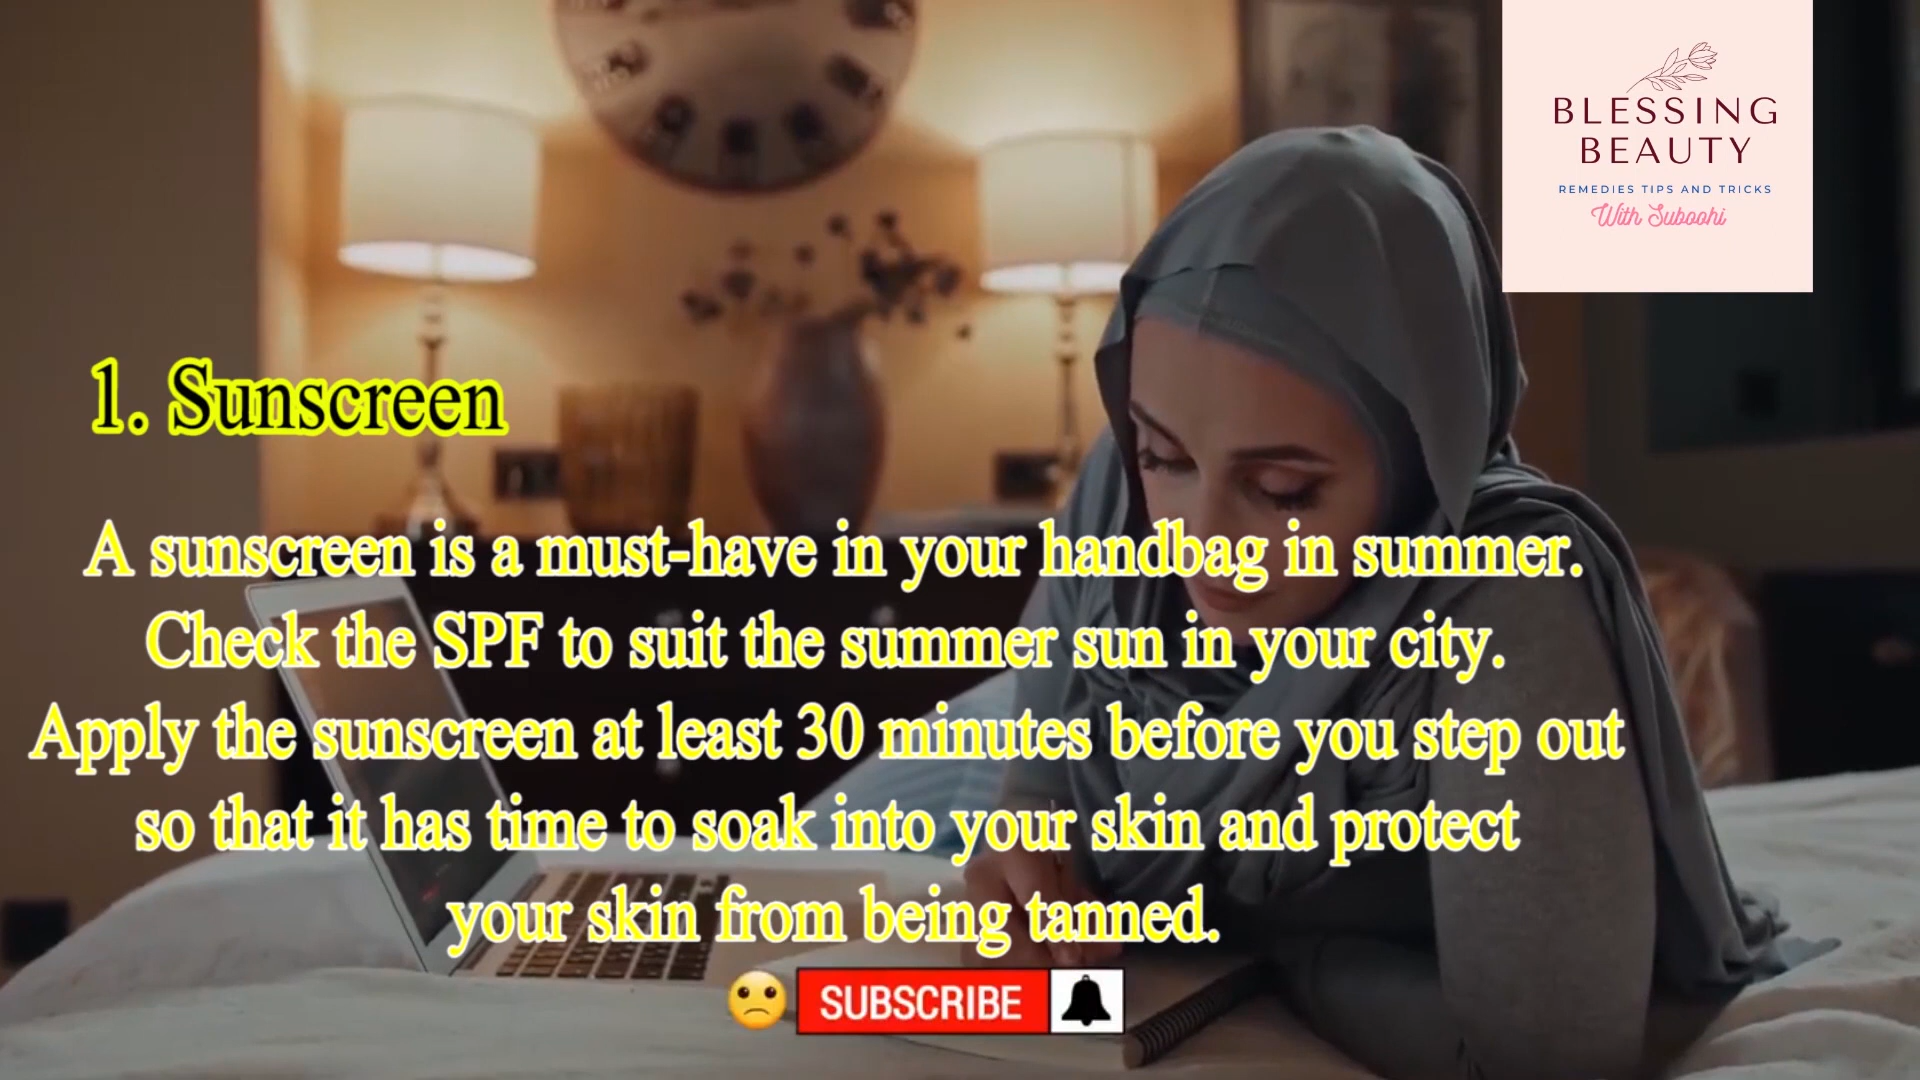 BLESSING
BEAUTY
REMEDIES TIPS AND TRICKS
With Suboohi
1. Sunscreen
A sunscreen is a must-have in your handbag in summer.
Check the SPF to suit the summer sun in your city.
Apply the sunscreen at least 30 minutes before you step out
so that it has time to soak into your skin and protect
your skin from being tanned.
SUBSCRIBE